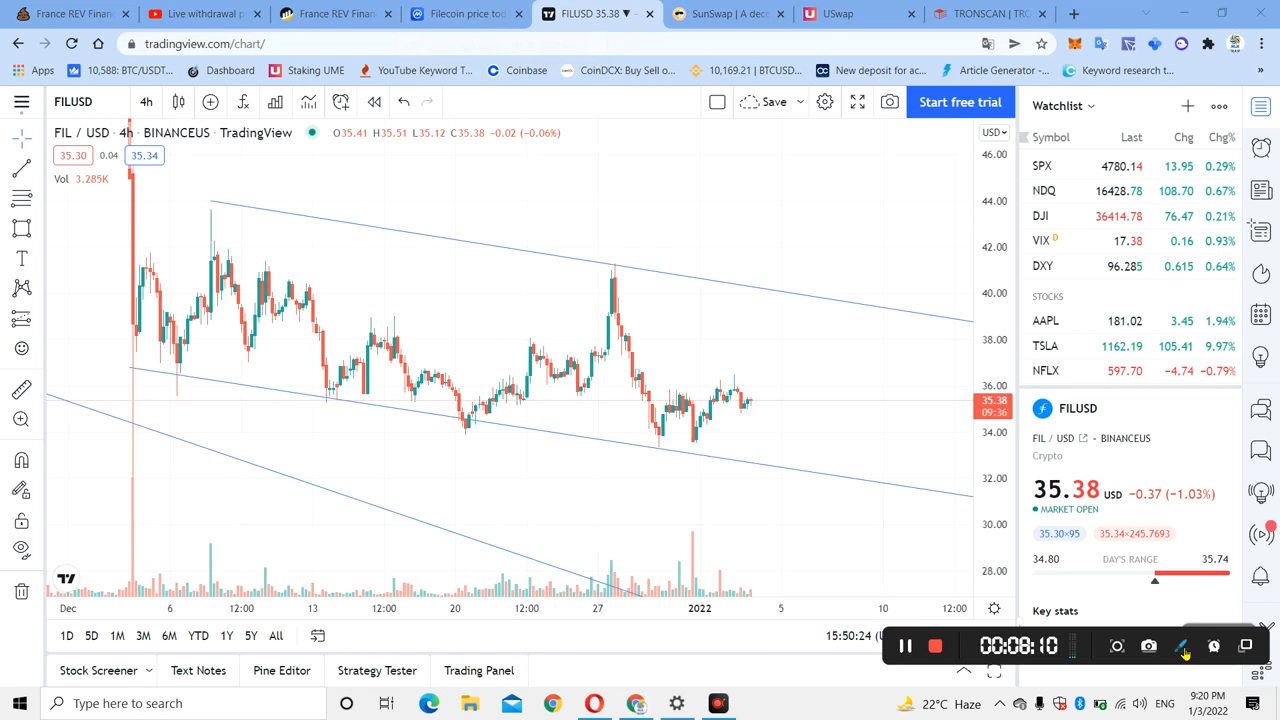 YouTube
Support
Fantasy
(2) Wha
Filecoin price to
FILUSD 35.38 ▼
Swingby | A dec
Untitled
TRONSCAN
tradingview.com/chart/
Apps
10,588: BTC/USDT...
Dashboard
Staking UME
YouTube Keyword T...
Coinbase
CoinDCX: Buy Sell o...
10,169.21 | BTCUSD...
New deposit for ac...
Article Generator -...
Keyword research t...
FILUSD
4h
Save
Start free trial
Watchlist
FIL / USD · 4h · BINANCEUS · TradingView
O35.41 H35.51 L35.12 C35.38 −0.02 (−0.06%)
USD
35.30 0.04 35.34
Vol 3.285K
46.00
44.00
42.00
40.00
38.00
36.00
35.38
09:36
34.00
32.00
30.00
28.00
Symbol Last Chg Chg%
SPX 4780.14 13.95 0.29%
NDQ 16428.78 108.70 0.67%
DJI 36414.78 76.47 0.21%
VIX D 17.38 0.16 0.93%
DXY 96.285 0.615 0.64%
STOCKS
AAPL 181.02 3.45 1.94%
TSLA 1162.19 105.41 9.97%
NFLX 597.70 −4.74 −0.79%
FILUSD
FIL / USD · BINANCEUS
Crypto
35.38 USD −0.37 (−1.03%)
MARKET OPEN
35.30×95 35.34×245.7693
34.80 DAY'S RANGE 35.74
Key stats
Dec 6 12:00 13 12:00 20 12:00 27 2022 5 10 12:00
1D 5D 1M 3M 6M YTD 1Y 5Y All
15:50:24 (U
00:08:10
Stock Screener Text Notes Pine Editor Strategy Tester Trading Panel
Type here to search
22°C Haze
ENG
9:20 PM
1/3/2022